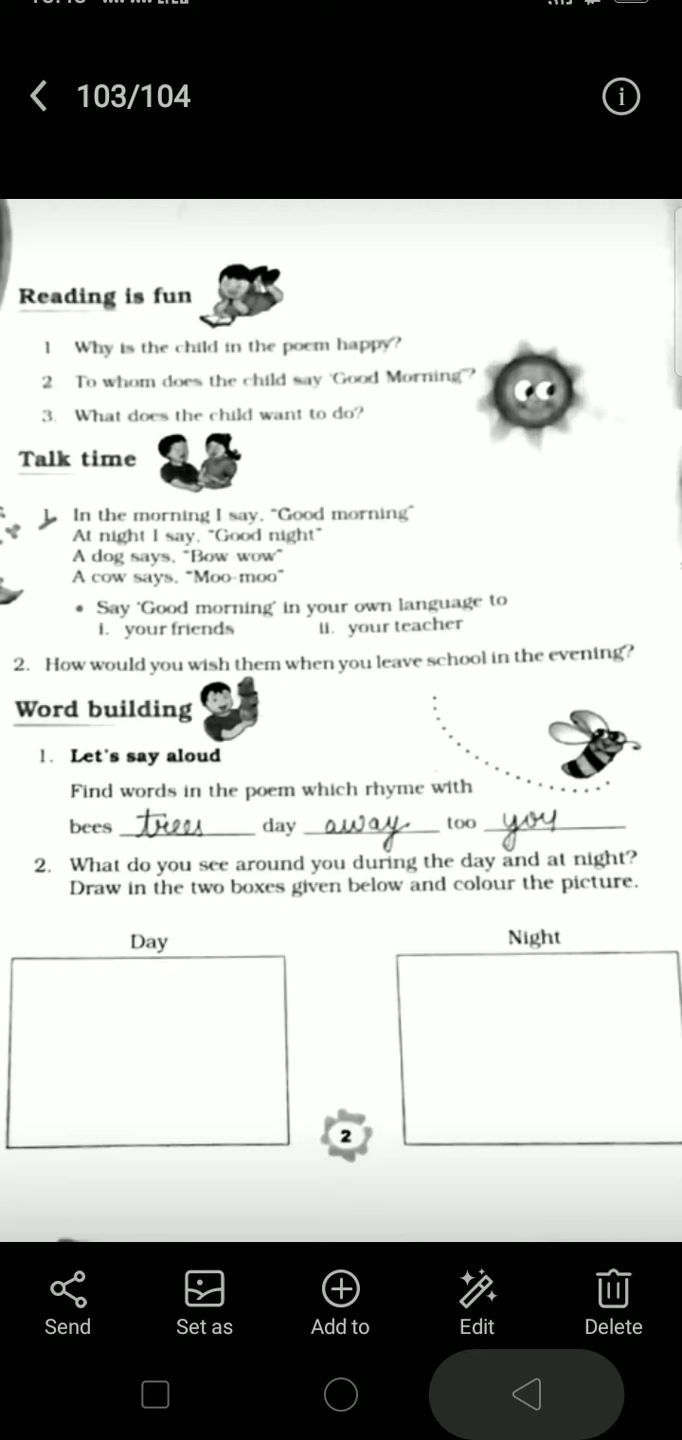 103/104
Reading is fun
1 Why is the child in the poem happy?
2 To whom does the child say 'Good Morning'?
3. What does the child want to do?
Talk time
1. In the morning I say, "Good morning"
At night I say, "Good night"
A dog says, "Bow wow"
A cow says, "Moo-moo"
• Say 'Good morning' in your own language to
i. your friends ii. your teacher
2. How would you wish them when you leave school in the evening?
Word building
1. Let's say aloud
Find words in the poem which rhyme with
bees trees day away. too you
2. What do you see around you during the day and at night?
Draw in the two boxes given below and colour the picture.
Day Night
2
Send Set as Add to Edit Delete